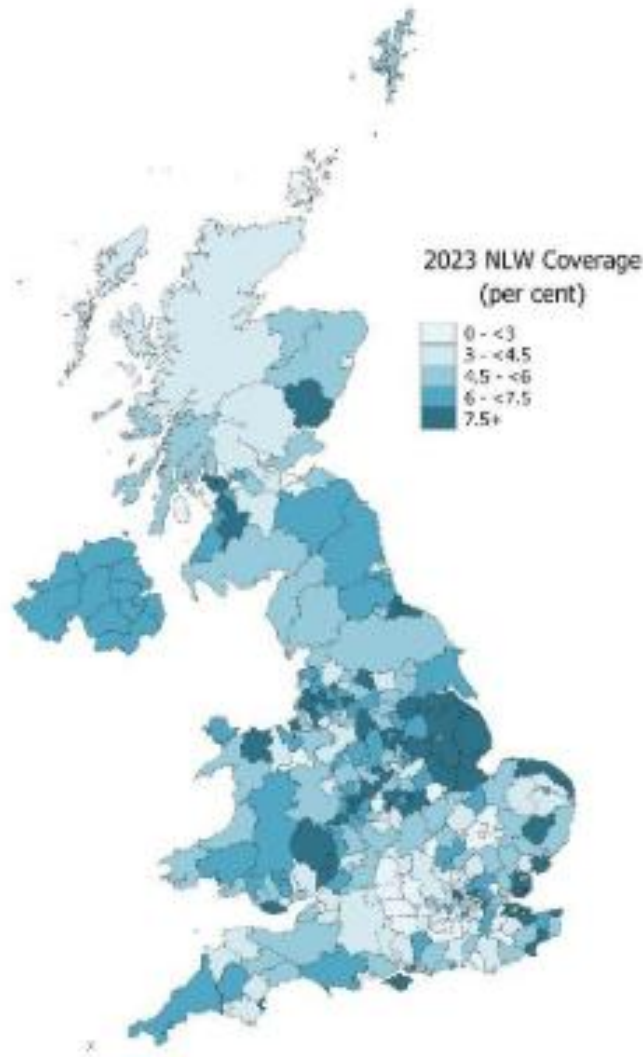 2023 NLW Coverage
(per cent)
0 - <3
3 - <4.5
4.5 - <6
6 - <7.5
7.5+